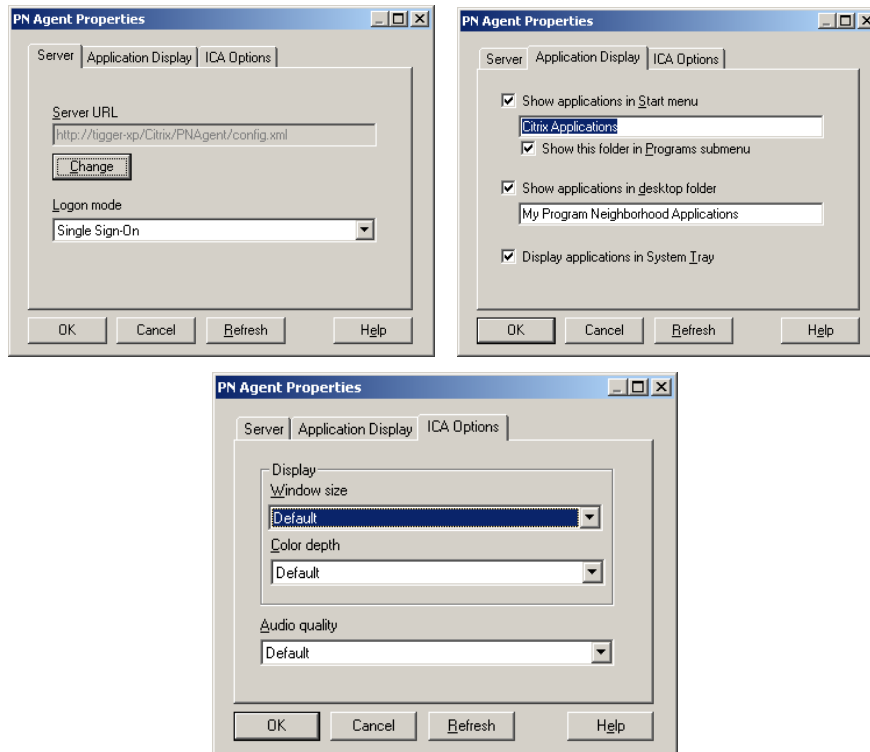 PN Agent Properties
Server Application Display ICA Options
Server URL
http://tigger-xp/Citrix/PNAgent/config.xml
Change
Logon mode
Single Sign-On
OK Cancel Refresh Help
PN Agent Properties
Server Application Display ICA Options
Show applications in Start menu
Citrix Applications
Show this folder in Programs submenu
Show applications in desktop folder
My Program Neighborhood Applications
Display applications in System Tray
OK Cancel Refresh Help
PN Agent Properties
Server Application Display ICA Options
Display
Window size
Default
Color depth
Default
Audio quality
Default
OK Cancel Refresh Help